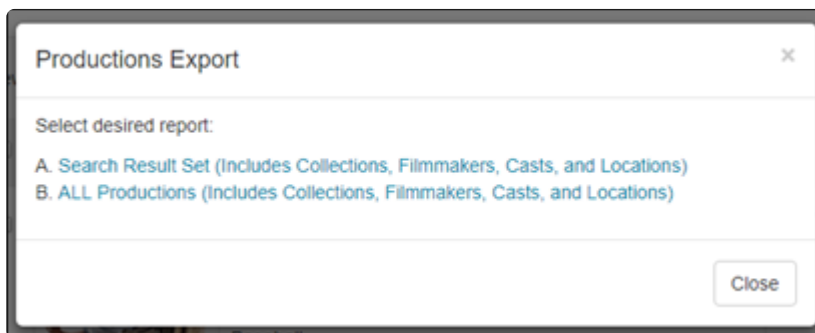 Productions Export
×
Select desired report:
A. Search Result Set (Includes Collections, Filmmakers, Casts, and Locations)
B. ALL Productions (Includes Collections, Filmmakers, Casts, and Locations)
Close